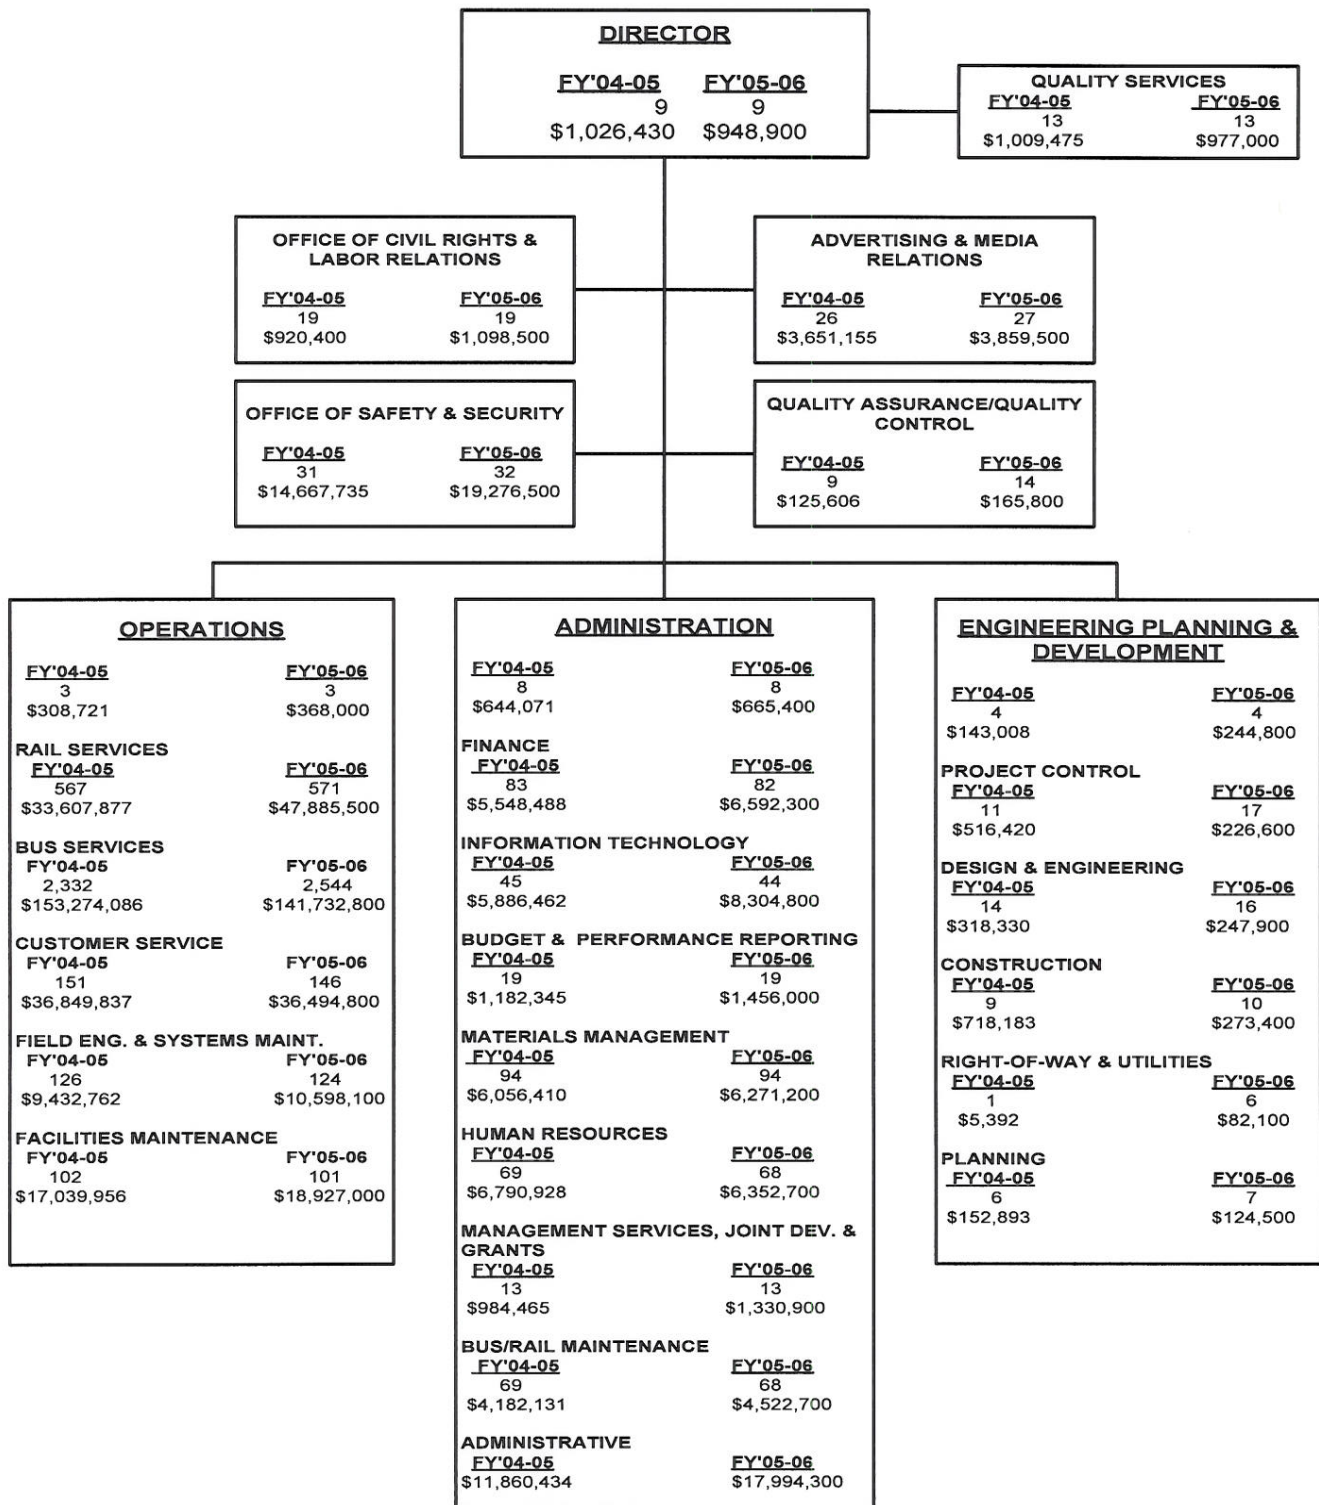 DIRECTOR
FY'04-05 FY'05-06
9 9
$1,026,430 $948,900
QUALITY SERVICES
FY'04-05 FY'05-06
13 13
$1,009,475 $977,000
OFFICE OF CIVIL RIGHTS &
LABOR RELATIONS
FY'04-05 FY'05-06
19 19
$920,400 $1,098,500
ADVERTISING & MEDIA
RELATIONS
FY'04-05 FY'05-06
26 27
$3,651,155 $3,859,500
OFFICE OF SAFETY & SECURITY
FY'04-05 FY'05-06
31 32
$14,667,735 $19,276,500
QUALITY ASSURANCE/QUALITY
CONTROL
FY'04-05 FY'05-06
9 14
$125,606 $165,800
OPERATIONS
FY'04-05 FY'05-06
3 3
$308,721 $368,000
RAIL SERVICES
FY'04-05 FY'05-06
567 571
$33,607,877 $47,885,500
BUS SERVICES
FY'04-05 FY'05-06
2,332 2,544
$153,274,086 $141,732,800
CUSTOMER SERVICE
FY'04-05 FY'05-06
151 146
$36,849,837 $36,494,800
FIELD ENG. & SYSTEMS MAINT.
FY'04-05 FY'05-06
126 124
$9,432,762 $10,598,100
FACILITIES MAINTENANCE
FY'04-05 FY'05-06
102 101
$17,039,956 $18,927,000
ADMINISTRATION
FY'04-05 FY'05-06
8 8
$644,071 $665,400
FINANCE
FY'04-05 FY'05-06
83 82
$5,548,488 $6,592,300
INFORMATION TECHNOLOGY
FY'04-05 FY'05-06
45 44
$5,886,462 $8,304,800
BUDGET & PERFORMANCE REPORTING
FY'04-05 FY'05-06
19 19
$1,182,345 $1,456,000
MATERIALS MANAGEMENT
FY'04-05 FY'05-06
94 94
$6,056,410 $6,271,200
HUMAN RESOURCES
FY'04-05 FY'05-06
69 68
$6,790,928 $6,352,700
MANAGEMENT SERVICES, JOINT DEV. &
GRANTS
FY'04-05 FY'05-06
13 13
$984,465 $1,330,900
BUS/RAIL MAINTENANCE
FY'04-05 FY'05-06
69 68
$4,182,131 $4,522,700
ADMINISTRATIVE
FY'04-05 FY'05-06
$11,860,434 $17,994,300
ENGINEERING PLANNING &
DEVELOPMENT
FY'04-05 FY'05-06
4 4
$143,008 $244,800
PROJECT CONTROL
FY'04-05 FY'05-06
11 17
$516,420 $226,600
DESIGN & ENGINEERING
FY'04-05 FY'05-06
14 16
$318,330 $247,900
CONSTRUCTION
FY'04-05 FY'05-06
9 10
$718,183 $273,400
RIGHT-OF-WAY & UTILITIES
FY'04-05 FY'05-06
1 6
$5,392 $82,100
PLANNING
FY'04-05 FY'05-06
6 7
$152,893 $124,500